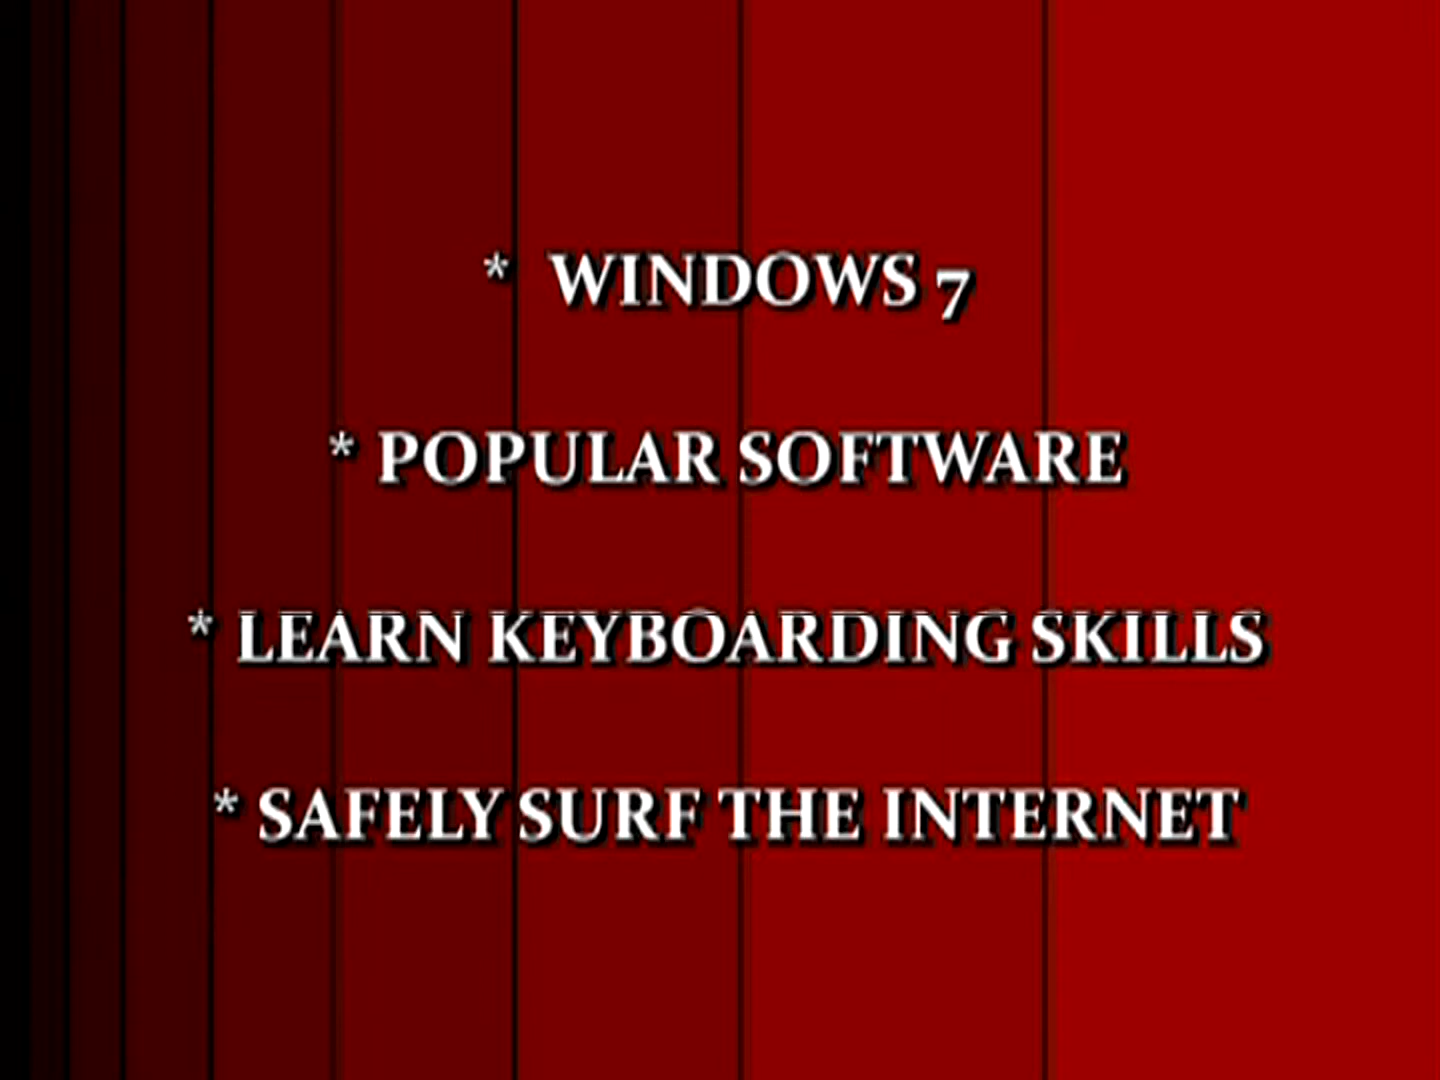 * WINDOWS 7
* POPULAR SOFTWARE
* LEARN KEYBOARDING SKILLS
* SAFELY SURF THE INTERNET